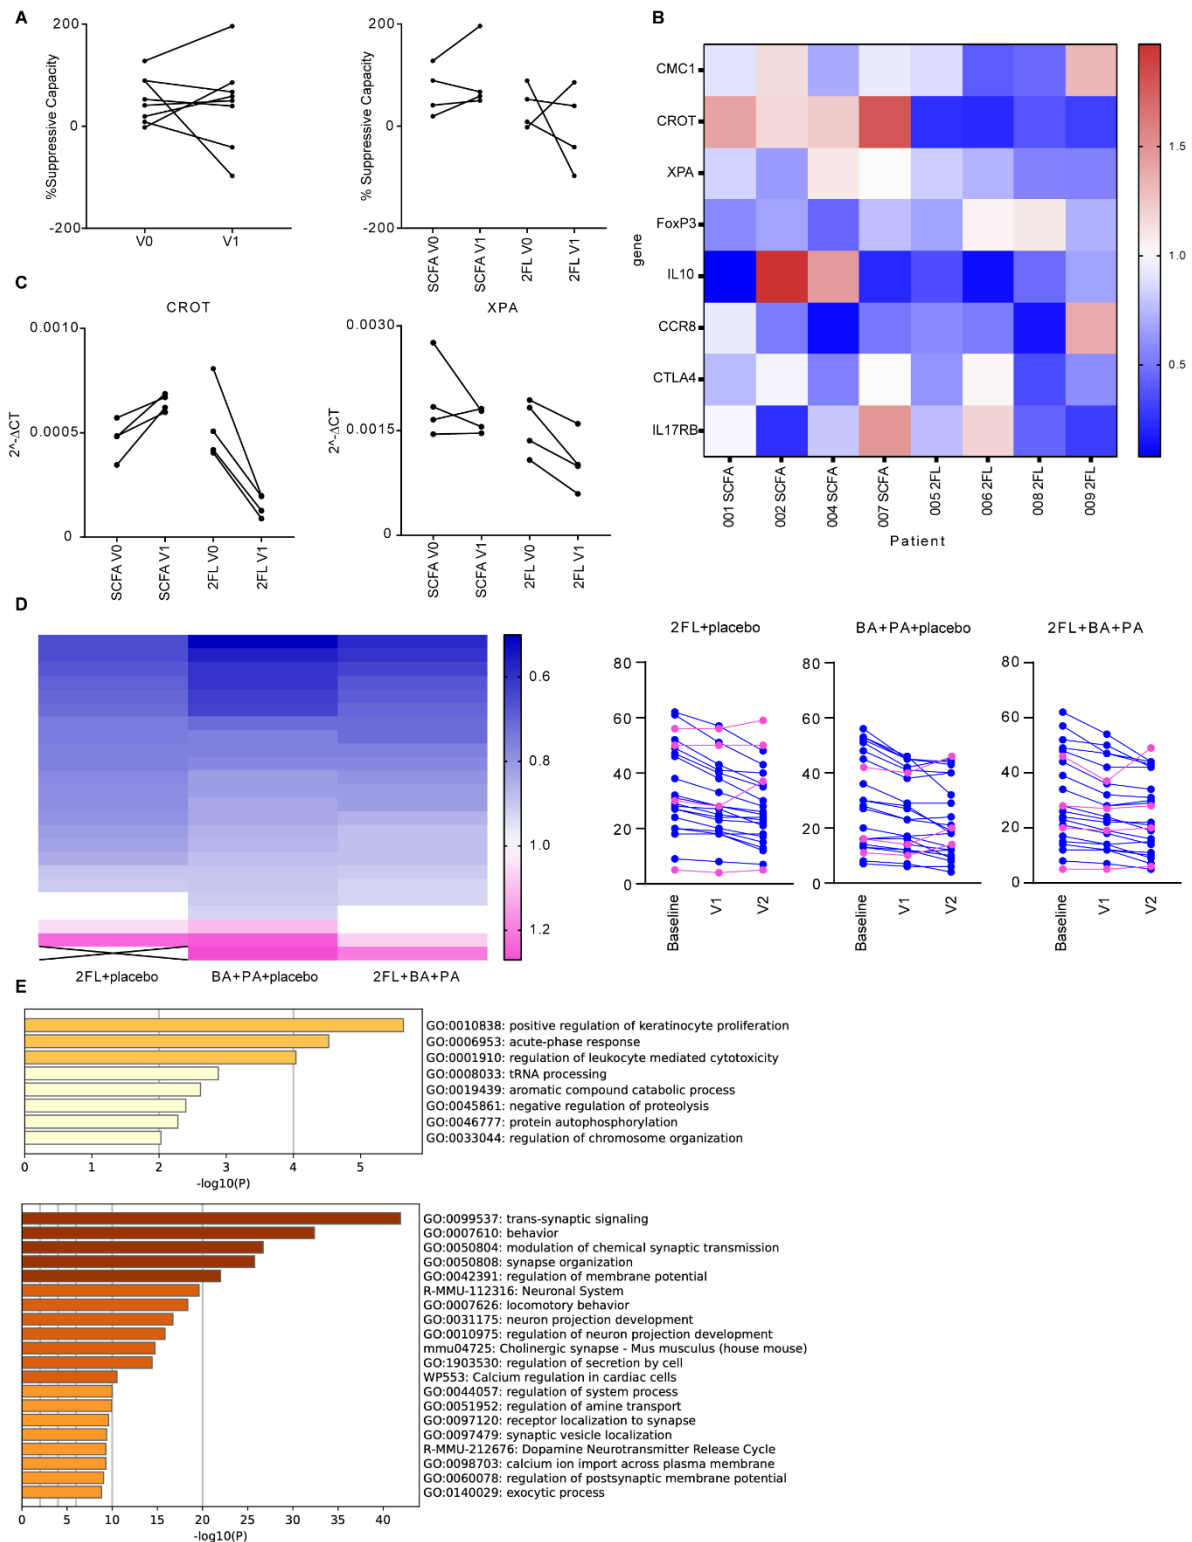 A
200
0
-200
%Suppressive Capacity
V0
V1
200
0
-200
% Suppressive Capacity
SCFA V0
SCFA V1
2FL V0
2FL V1
B
gene
CMC1
CROT
XPA
FoxP3
IL10
CCR8
CTLA4
IL17RB
001 SCFA
002 SCFA
004 SCFA
007 SCFA
005 2FL
006 2FL
008 2FL
009 2FL
Patient
1.5
1.0
0.5
C
CROT
0.0010
0.0005
0
2^-ΔCT
SCFA V0
SCFA V1
2FL V0
2FL V1
XPA
0.0030
0.0015
0
2^-ΔCT
SCFA V0
SCFA V1
2FL V0
2FL V1
D
0.6
0.8
1.0
1.2
2FL+placebo
BA+PA+placebo
2FL+BA+PA
2FL+placebo
80
60
40
20
0
Baseline
V1
V2
BA+PA+placebo
80
60
40
20
0
Baseline
V1
V2
2FL+BA+PA
80
60
40
20
0
Baseline
V1
V2
E
GO:0010838: positive regulation of keratinocyte proliferation
GO:0006953: acute-phase response
GO:0001910: regulation of leukocyte mediated cytotoxicity
GO:0008033: tRNA processing
GO:0019439: aromatic compound catabolic process
GO:0045861: negative regulation of proteolysis
GO:0046777: protein autophosphorylation
GO:0033044: regulation of chromosome organization
0 1 2 3 4 5
-log10(P)
GO:0099537: trans-synaptic signaling
GO:0007610: behavior
GO:0050804: modulation of chemical synaptic transmission
GO:0050808: synapse organization
GO:0042391: regulation of membrane potential
R-MMU-112316: Neuronal System
GO:0007626: locomotory behavior
GO:0031175: neuron projection development
GO:0010975: regulation of neuron projection development
mmu04725: Cholinergic synapse - Mus musculus (house mouse)
GO:1903530: regulation of secretion by cell
WP553: Calcium regulation in cardiac cells
GO:0044057: regulation of system process
GO:0051952: regulation of amine transport
GO:0097120: receptor localization to synapse
GO:0097479: synaptic vesicle localization
R-MMU-212676: Dopamine Neurotransmitter Release Cycle
GO:0098703: calcium ion import across plasma membrane
GO:0060078: regulation of postsynaptic membrane potential
GO:0140029: exocytic process
0 5 10 15 20 25 30 35 40
-log10(P)